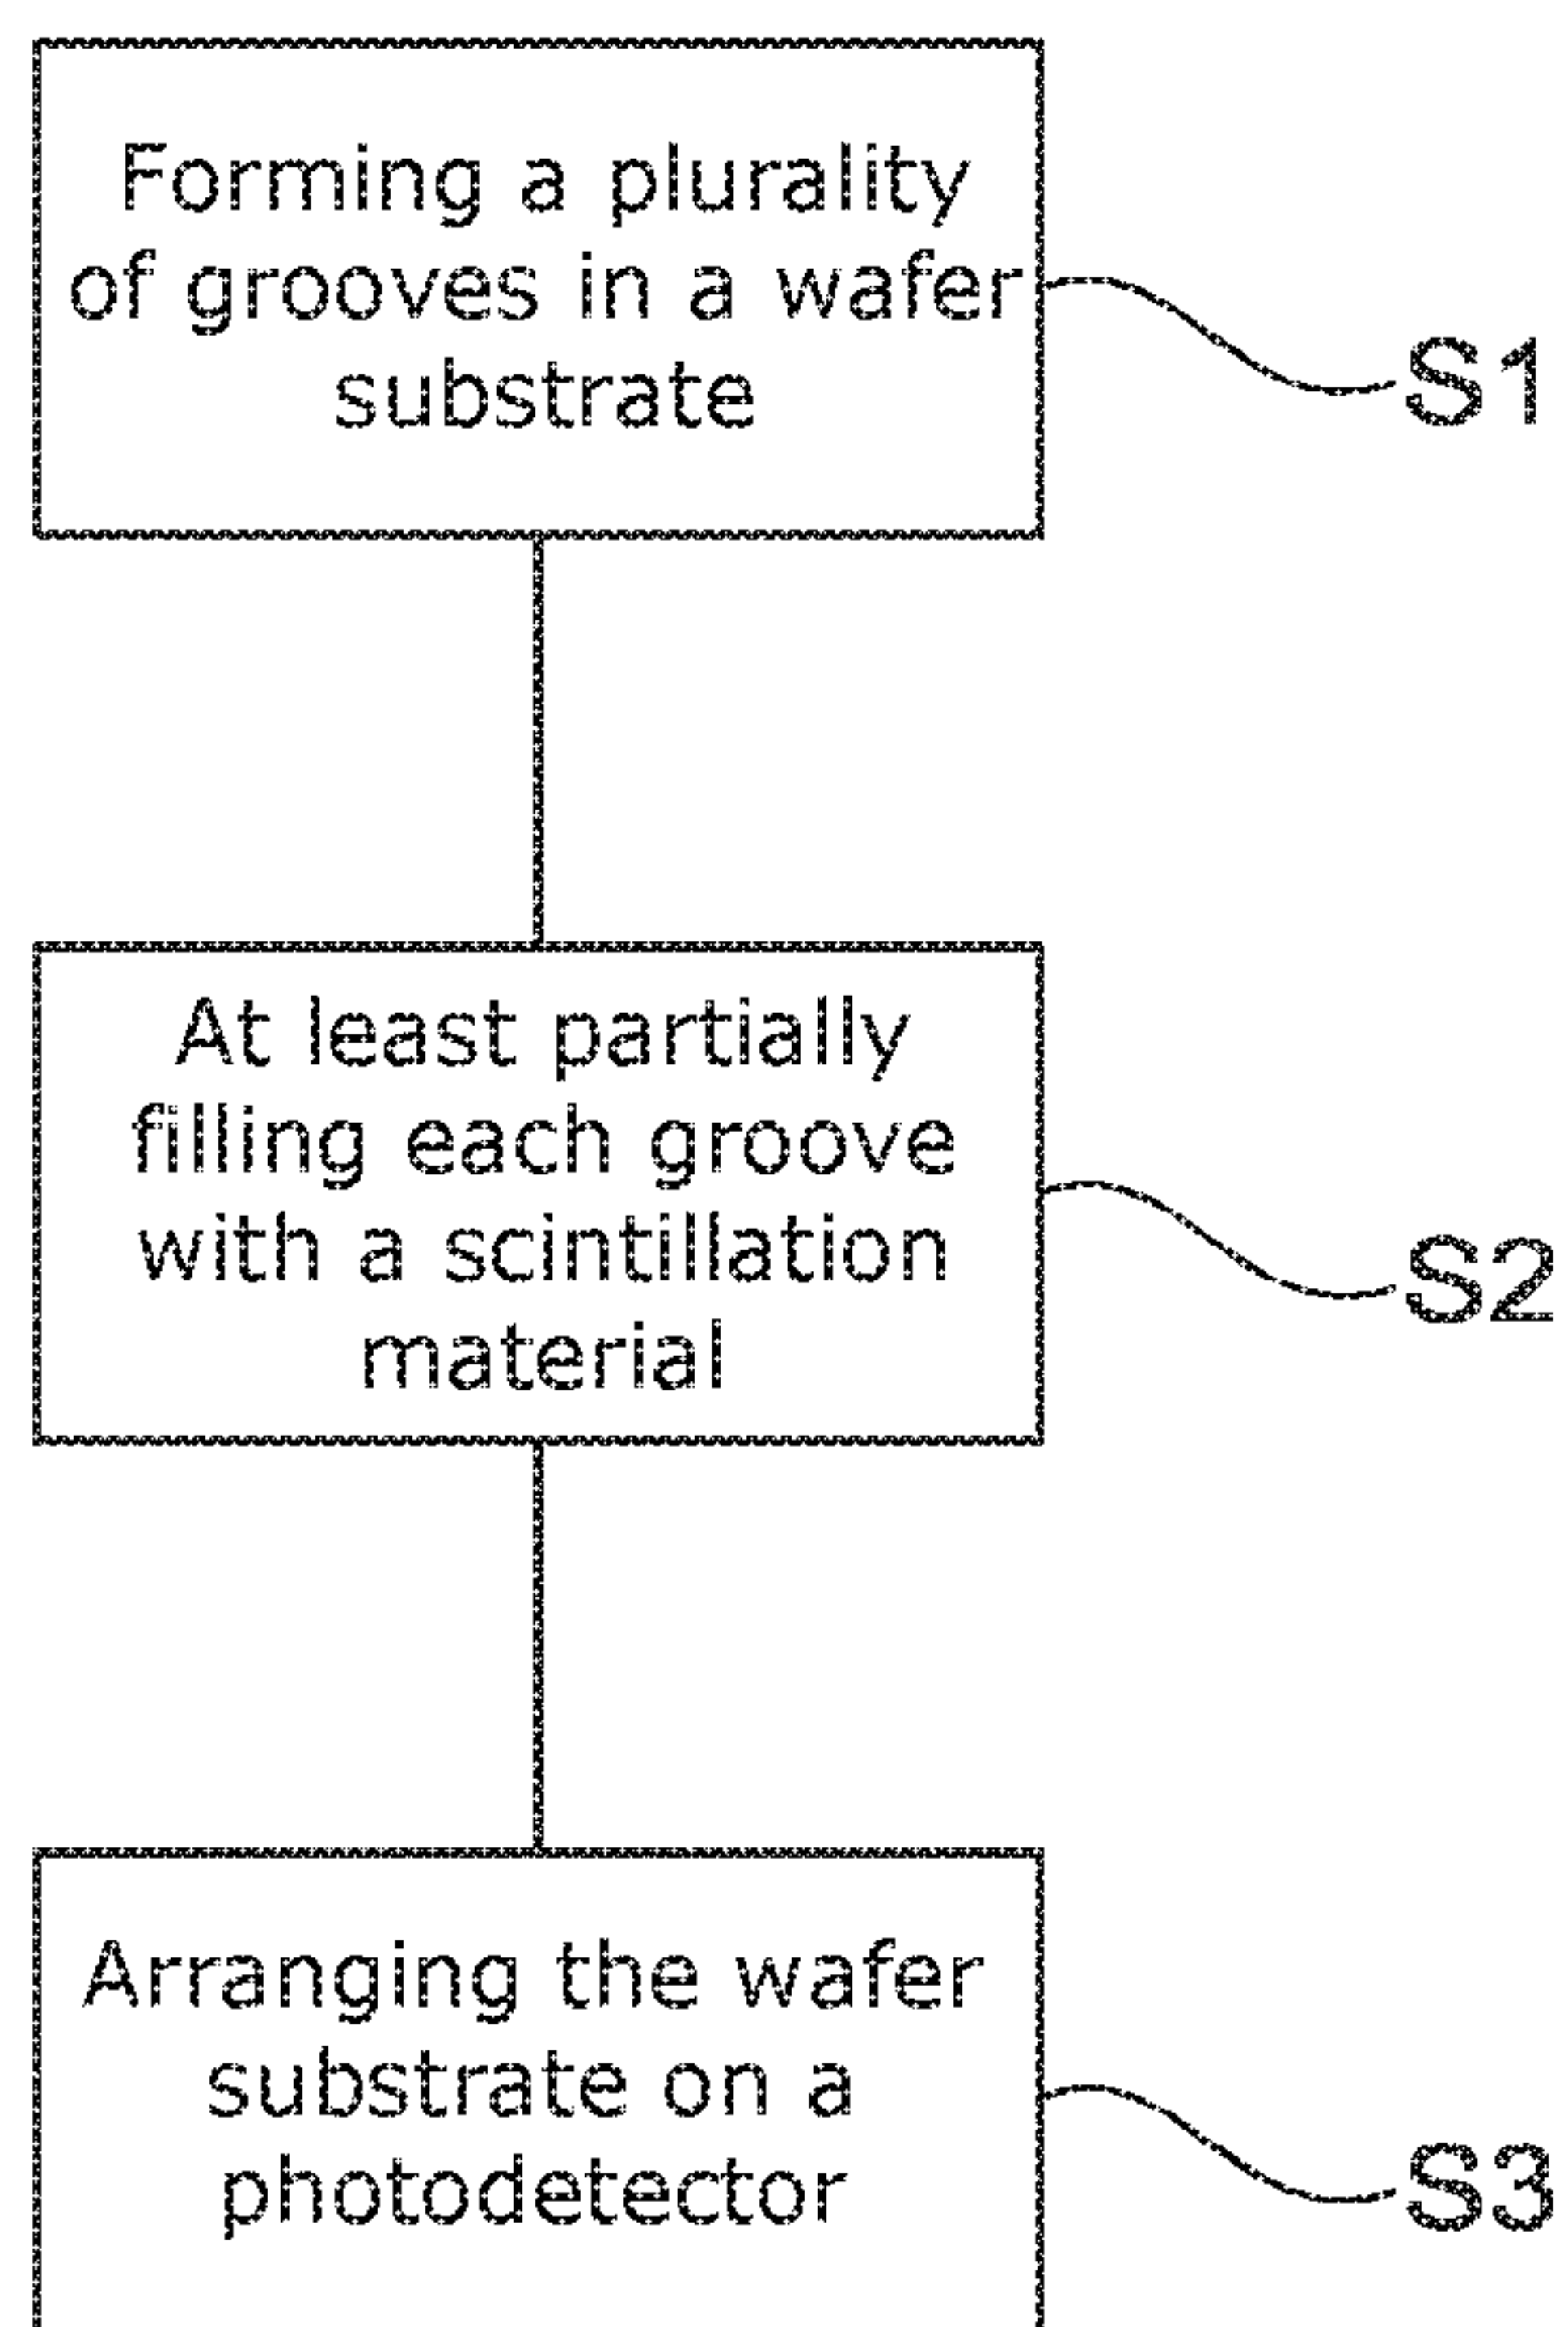 Forming a plurality
of grooves in a wafer
substrate
S1
At least partially
filling each groove
with a scintillation
material
S2
Arranging the wafer
substrate on a
photodetector
S3